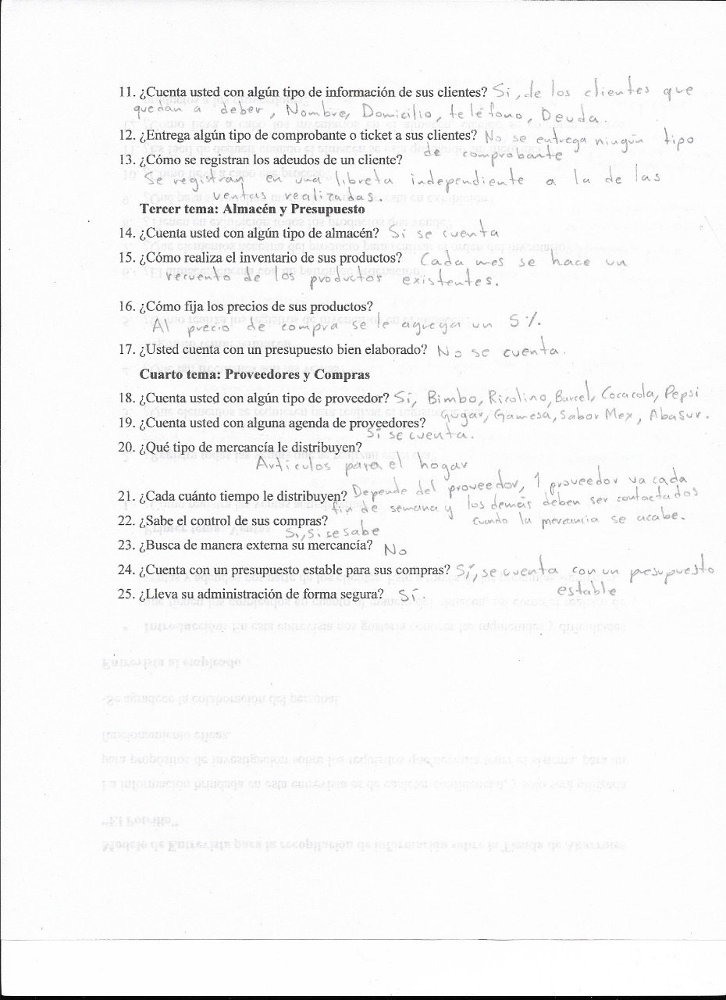 11. ¿Cuenta usted con algún tipo de información de sus clientes? Si, de los clientes que
quedan a deber, Nombre, Domicilio, teléfono, Deuda.
12. ¿Entrega algún tipo de comprobante o ticket a sus clientes? No se entrega ningún tipo
de comprobante
13. ¿Cómo se registran los adeudos de un cliente?
Se registran en una libreta independiente a la de las
ventas realizadas.
Tercer tema: Almacén y Presupuesto
14. ¿Cuenta usted con algún tipo de almacén? Si se cuenta
15. ¿Cómo realiza el inventario de sus productos? Cada mes se hace un
recuento de los productos existentes.
16. ¿Cómo fija los precios de sus productos?
Al precio de compra se le agrega un 5%.
17. ¿Usted cuenta con un presupuesto bien elaborado? No se cuenta.
Cuarto tema: Proveedores y Compras
18. ¿Cuenta usted con algún tipo de proveedor? Sí, Bimbo, Ricolino, Barcel, Cocacola, Pepsi
Gugar, Gamesa, Sabor Mex, AbaSur.
19. ¿Cuenta usted con alguna agenda de proveedores?
Si se cuenta.
20. ¿Qué tipo de mercancía le distribuyen?
Articulos para el hogar
21. ¿Cada cuánto tiempo le distribuyen? Depende del proveedor, 1 proveedor va cada
fin de semana y los demás deben ser contactados
cuando la mercancia se acabe.
22. ¿Sabe el control de sus compras?
Si, Si se sabe
23. ¿Busca de manera externa su mercancía? No
24. ¿Cuenta con un presupuesto estable para sus compras? Sí, se cuenta con un presupuesto
estable
25. ¿Lleva su administración de forma segura? Sí.